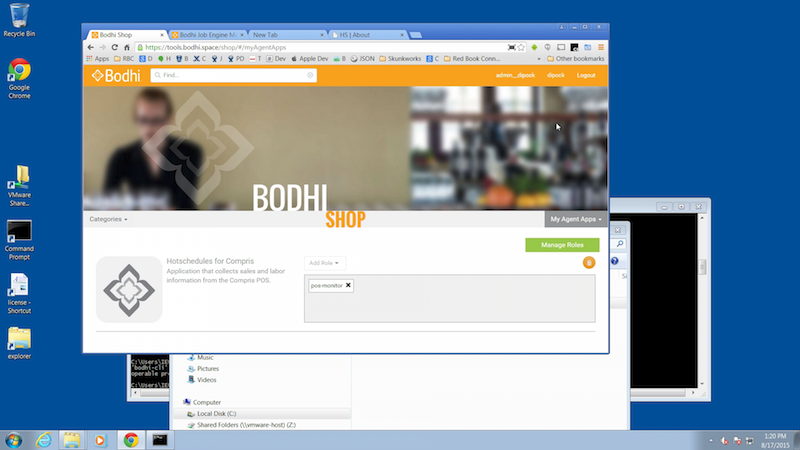 Recycle Bin
Google
Chrome
VMware
Share...
Command
Prompt
license -
Shortcut
explorer
Bodhi Shop
Bodhi Job Engine M
New Tab
HS | About
https://tools.bodhi.space/shop/#/myAgentApps
Apps RBC D H B X C J PD T Dev Apple Dev B JSON Skunkworks C Red Book Conn... » Other bookmarks
Bodhi
Find...
admin__dipock dipock Logout
BODHI
SHOP
Categories
My Agent Apps
Manage Roles
Hotschedules for Compris
Application that collects sales and labor
information from the Compris POS.
Add Role
pos-monitor
C:\Users\IE
'bodhi-cli'
operable pr
C:\Users\IE
Music
Pictures
Videos
Computer
Local Disk (C:)
Shared Folders (\\vmware-host) (Z:)
1:20 PM
8/17/2015